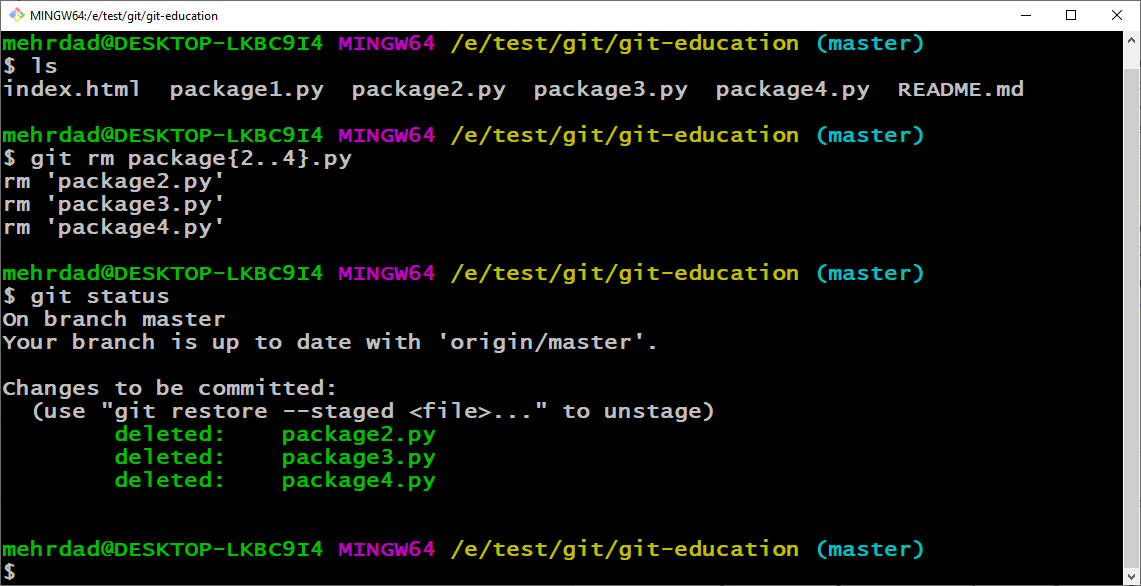 MINGW64:/e/test/git/git-education
mehrdad@DESKTOP-LKBC9I4 MINGW64 /e/test/git/git-education (master)
$ ls
index.html  package1.py  package2.py  package3.py  package4.py  README.md
mehrdad@DESKTOP-LKBC9I4 MINGW64 /e/test/git/git-education (master)
$ git rm package{2..4}.py
rm 'package2.py'
rm 'package3.py'
rm 'package4.py'
mehrdad@DESKTOP-LKBC9I4 MINGW64 /e/test/git/git-education (master)
$ git status
On branch master
Your branch is up to date with 'origin/master'.
Changes to be committed:
  (use "git restore --staged <file>..." to unstage)
        deleted:    package2.py
        deleted:    package3.py
        deleted:    package4.py
mehrdad@DESKTOP-LKBC9I4 MINGW64 /e/test/git/git-education (master)
$